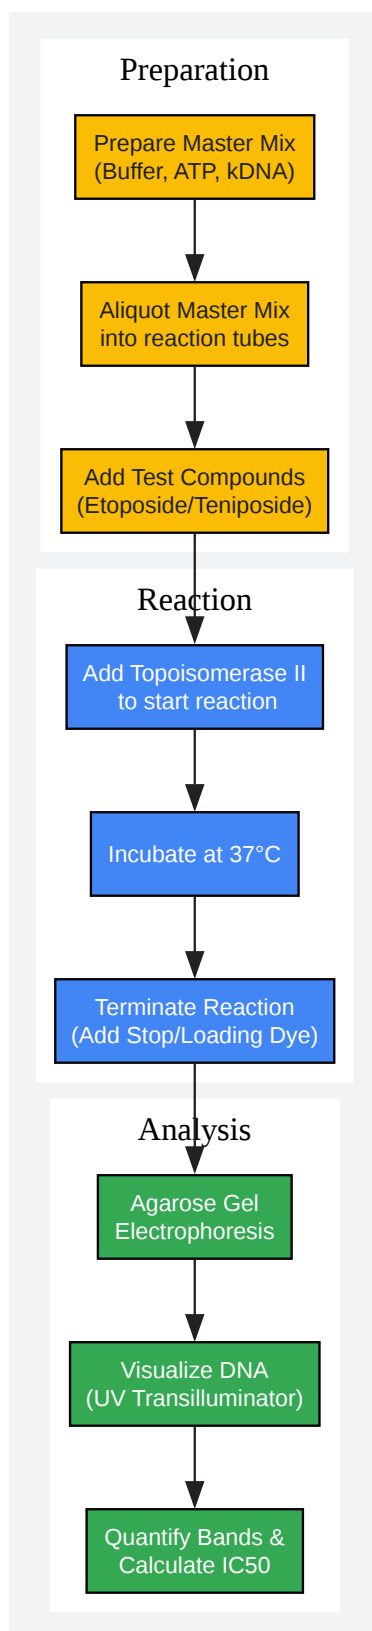 Preparation
Prepare Master Mix
(Buffer, ATP, kDNA)
Aliquot Master Mix
into reaction tubes
Add Test Compounds
(Etoposide/Teniposide)
Reaction
Add Topoisomerase II
to start reaction
Incubate at 37°C
Terminate Reaction
(Add Stop/Loading Dye)
Analysis
Agarose Gel
Electrophoresis
Visualize DNA
(UV Transilluminator)
Quantify Bands &
Calculate IC50